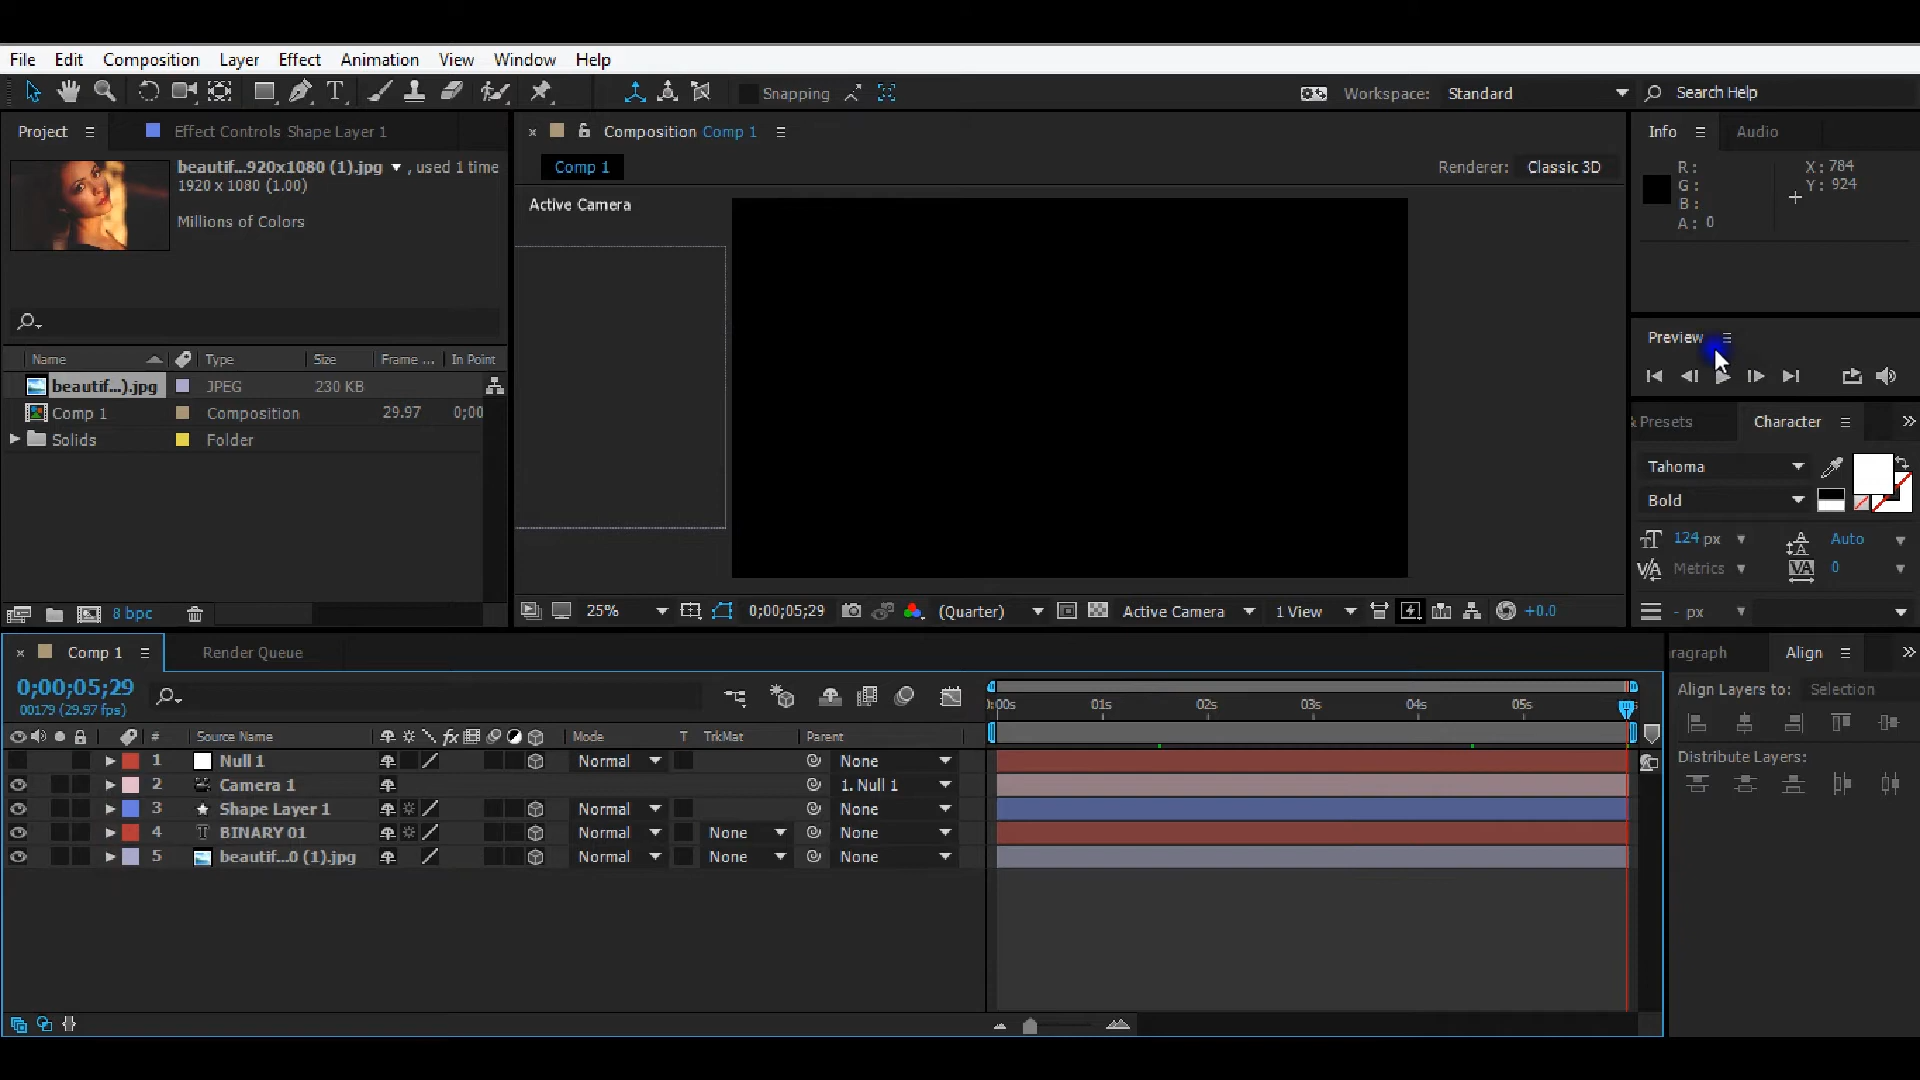 File Edit Composition Layer Effect Animation View Window Help
Snapping Workspace: Standard Search Help
Project Effect Controls Shape Layer 1 Composition Comp 1 Info Audio
beautif...920x1080 (1).jpg , used 1 time
1920 x 1080 (1.00)
Millions of Colors
Comp 1 Renderer: Classic 3D
Active Camera
R: X: 784
G: Y: 924
B:
A: 0
Preview
Name Type Size Frame ... In Point
beautif...).jpg JPEG 230 KB
Comp 1 Composition 29.97 0;00
Solids Folder
& Presets Character
Tahoma
Bold
124 px Auto
Metrics 0
- px
8 bpc
25% 0;00;05;29 (Quarter) Active Camera 1 View +0.0
Comp 1 Render Queue
ragraph Align
0;00;05;29
00179 (29.97 fps)
:00s 01s 02s 03s 04s 05s
Align Layers to: Selection
Distribute Layers:
# Source Name Mode T TrkMat Parent
1 Null 1 Normal None
2 Camera 1 1. Null 1
3 Shape Layer 1 Normal None
4 BINARY 01 Normal None None
5 beautif...0 (1).jpg Normal None None